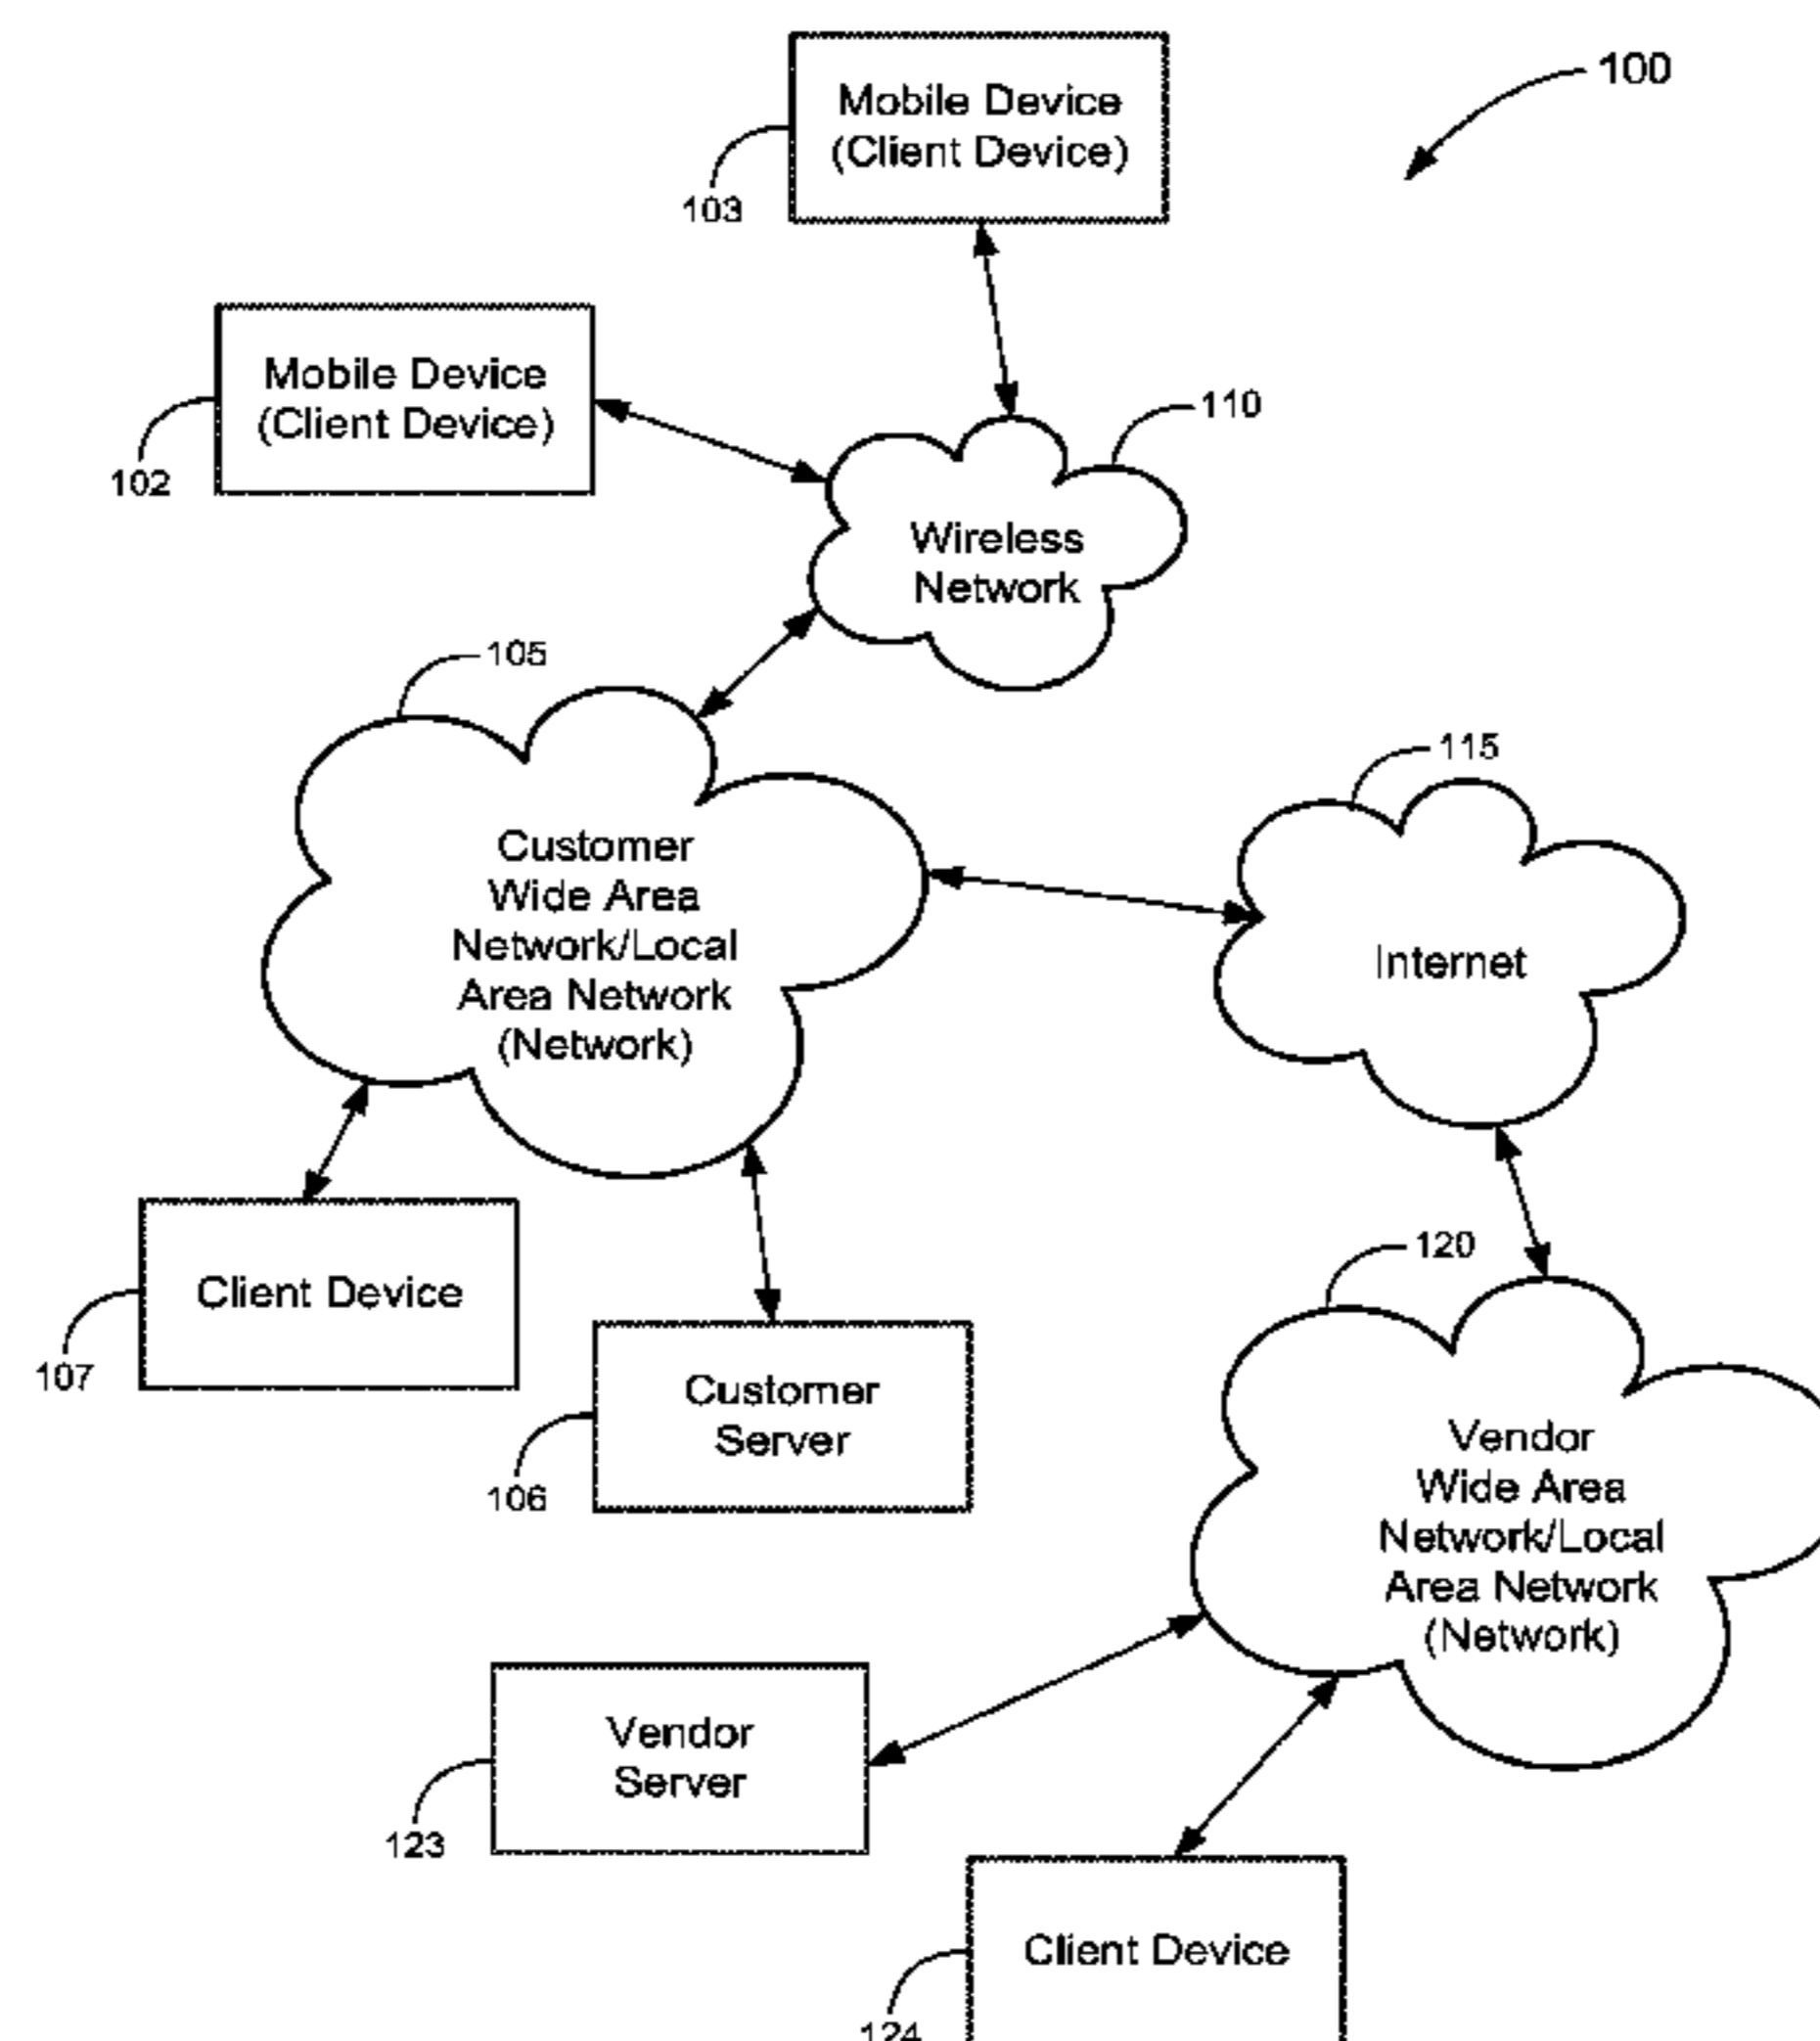 100
Mobile Device
(Client Device)
103
Mobile Device
(Client Device)
102
110
Wireless
Network
105
Customer
Wide Area
Network/Local
Area Network
(Network)
115
Internet
Client Device
107
Customer
Server
106
120
Vendor
Wide Area
Network/Local
Area Network
(Network)
Vendor
Server
123
Client Device
124